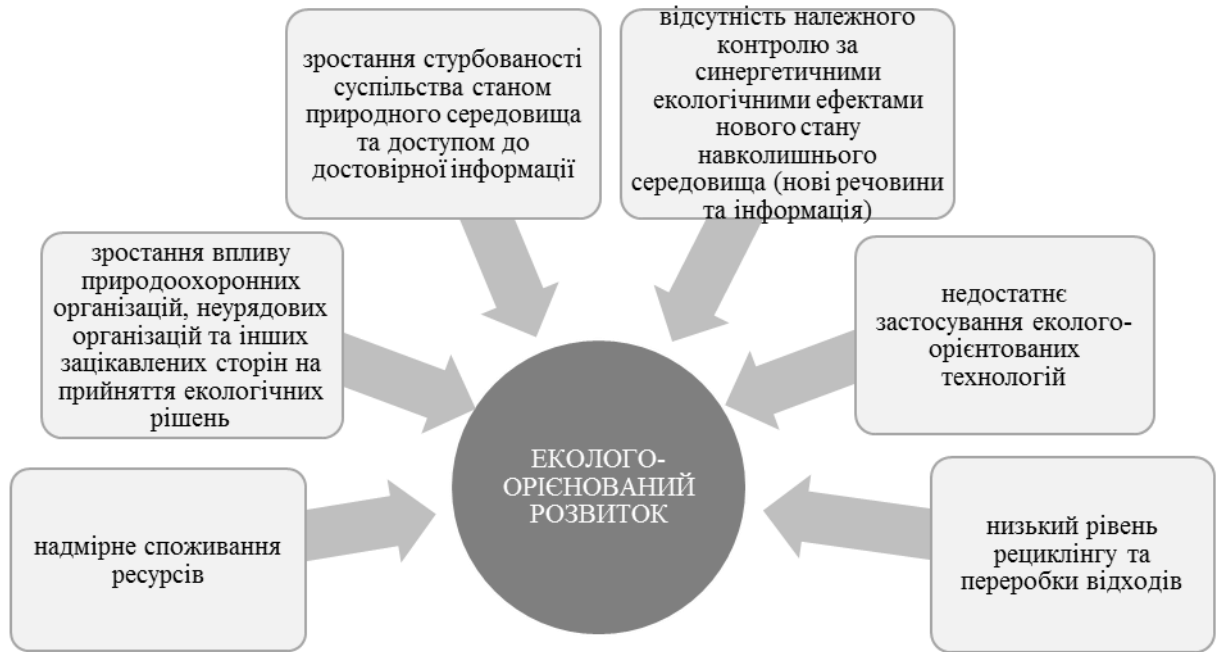 відсутність належного
контролю за
синергетичними
екологічними ефектами
нового стану
навколишнього
середовища (нові речовини
та інформація)
зростання стурбованості
суспільства станом
природного середовища
та доступом до
достовірної інформації
зростання впливу
природоохоронних
організацій, неурядових
організацій та інших
зацікавлених сторін на
прийняття екологічних
рішень
недостатнє
застосування еколого-
орієнтованих
технологій
ЕКОЛОГО-
ОРІЄНОВАНИЙ
РОЗВИТОК
надмірне споживання
ресурсів
низький рівень
рециклінгу та
переробки відходів